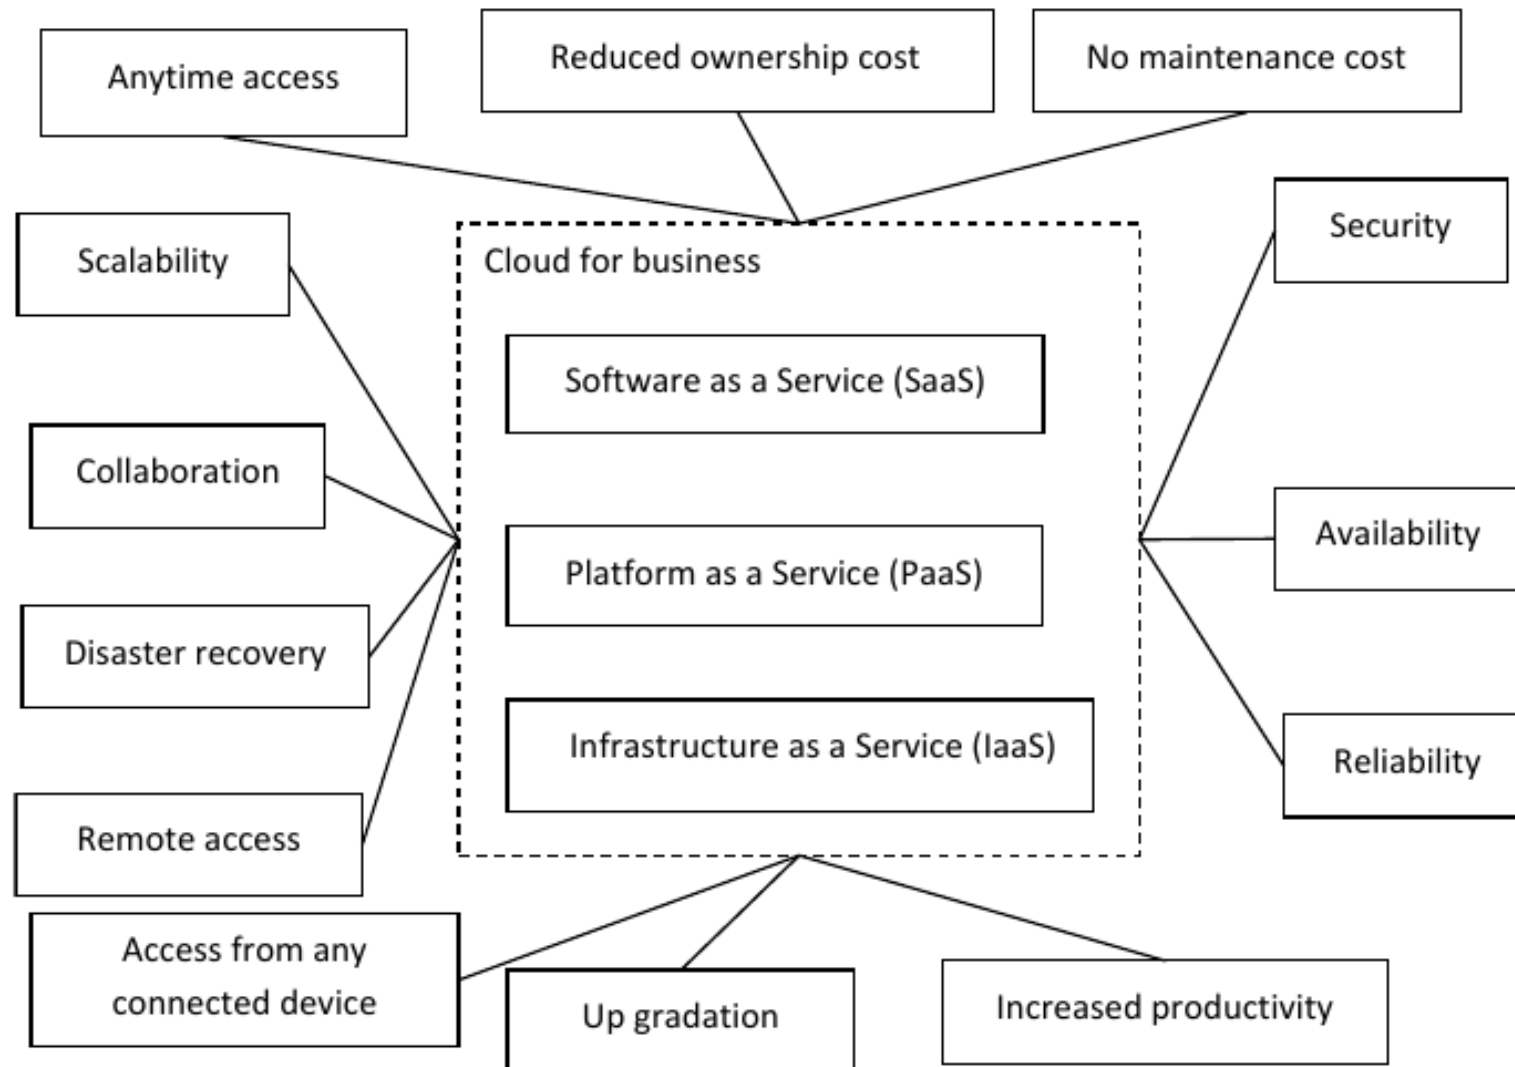 Anytime access
Reduced ownership cost
No maintenance cost
Scalability
Cloud for business
Security
Software as a Service (SaaS)
Collaboration
Platform as a Service (PaaS)
Availability
Disaster recovery
Infrastructure as a Service (IaaS)
Reliability
Remote access
Access from any
connected device
Up gradation
Increased productivity